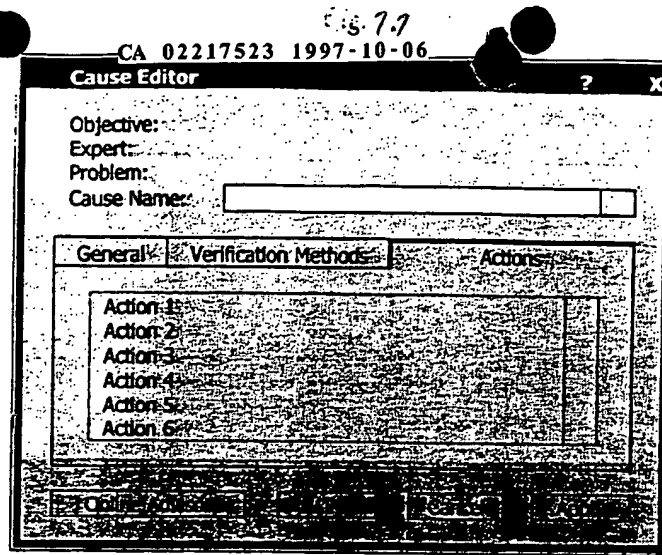 Fig. 7.7
CA 02217523 1997-10-06
Cause Editor ? X
Objective:
Expert:
Problem:
Cause Name:
General Verification Methods Actions
Action 1:
Action 2:
Action 3:
Action 4:
Action 5:
Action 6: